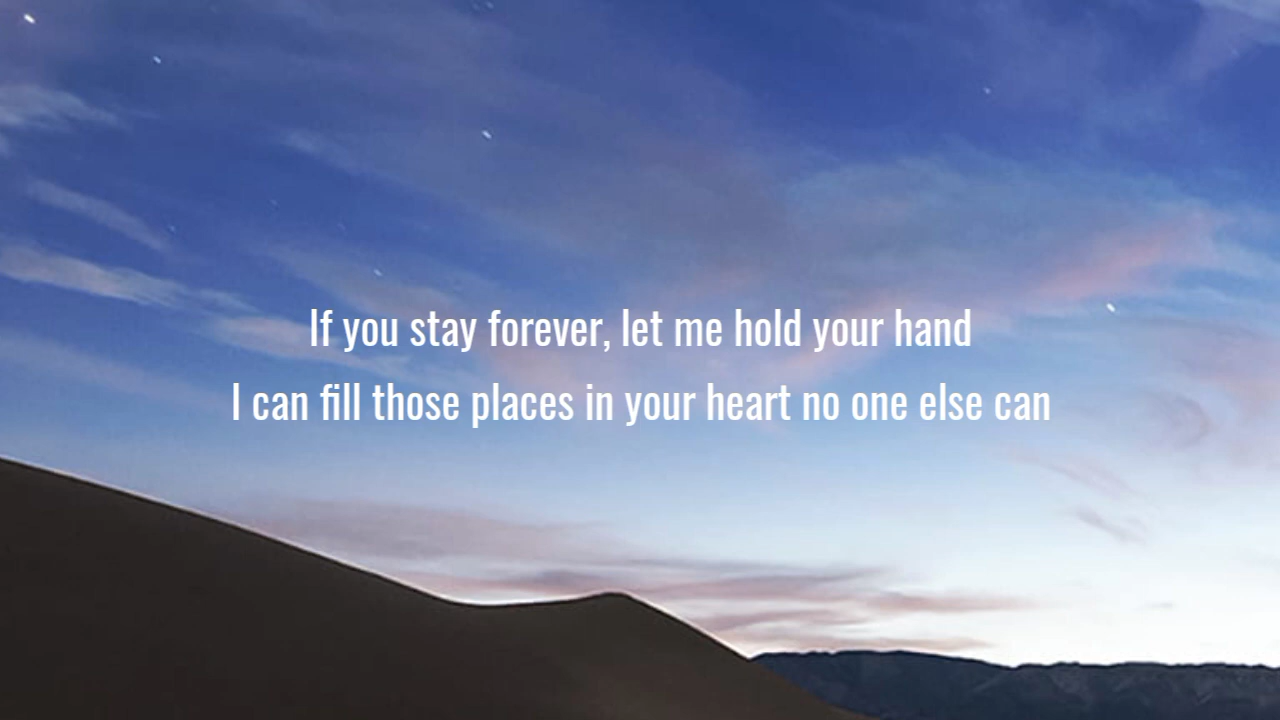 If you stay forever, let me hold your hand
I can fill those places in your heart no one else can